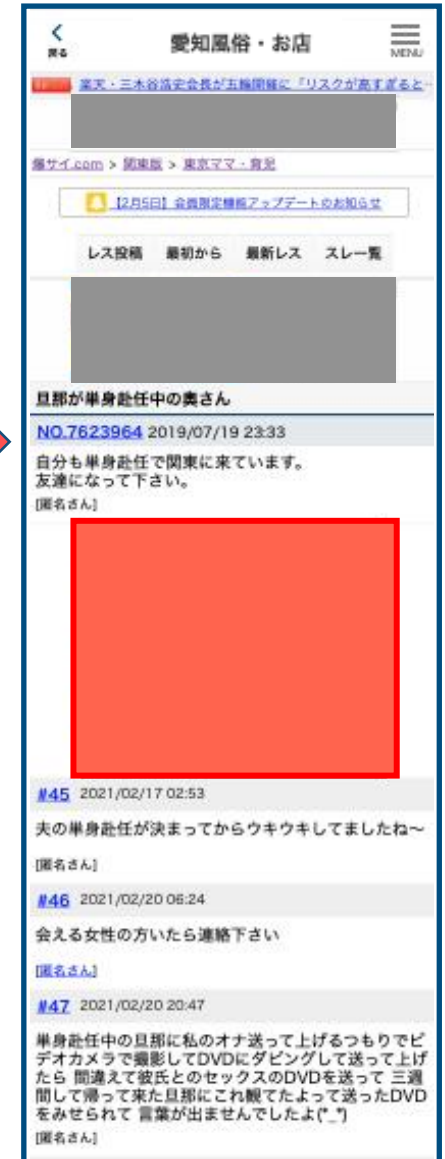 戻る
愛知風俗・お店
MENU
楽天・三木谷浩史会長が五輪開催に「リスクが高すぎると…
爆サイ.com > 関東版 > 東京ママ・育児
【2月5日】会員限定機能アップデートのお知らせ
レス投稿 最初から 最新レス スレ一覧
旦那が単身赴任中の奥さん
NO.7623964 2019/07/19 23:33
自分も単身赴任で関東に来ています。
友達になって下さい。
[匿名さん]
#45 2021/02/17 02:53
夫の単身赴任が決まってからウキウキしてましたね〜
[匿名さん]
#46 2021/02/20 06:24
会える女性の方いたら連絡下さい
[匿名さん]
#47 2021/02/20 20:47
単身赴任中の旦那に私のオナ送って上げるつもりでビ
デオカメラで撮影してDVDにダビングして送って上げ
たら 間違えて彼氏とのセックスのDVDを送って 三週
間して帰って来た旦那にこれ観てたよって送ったDVD
をみせられて 言葉が出ませんでしたよ(*_*)
[匿名さん]